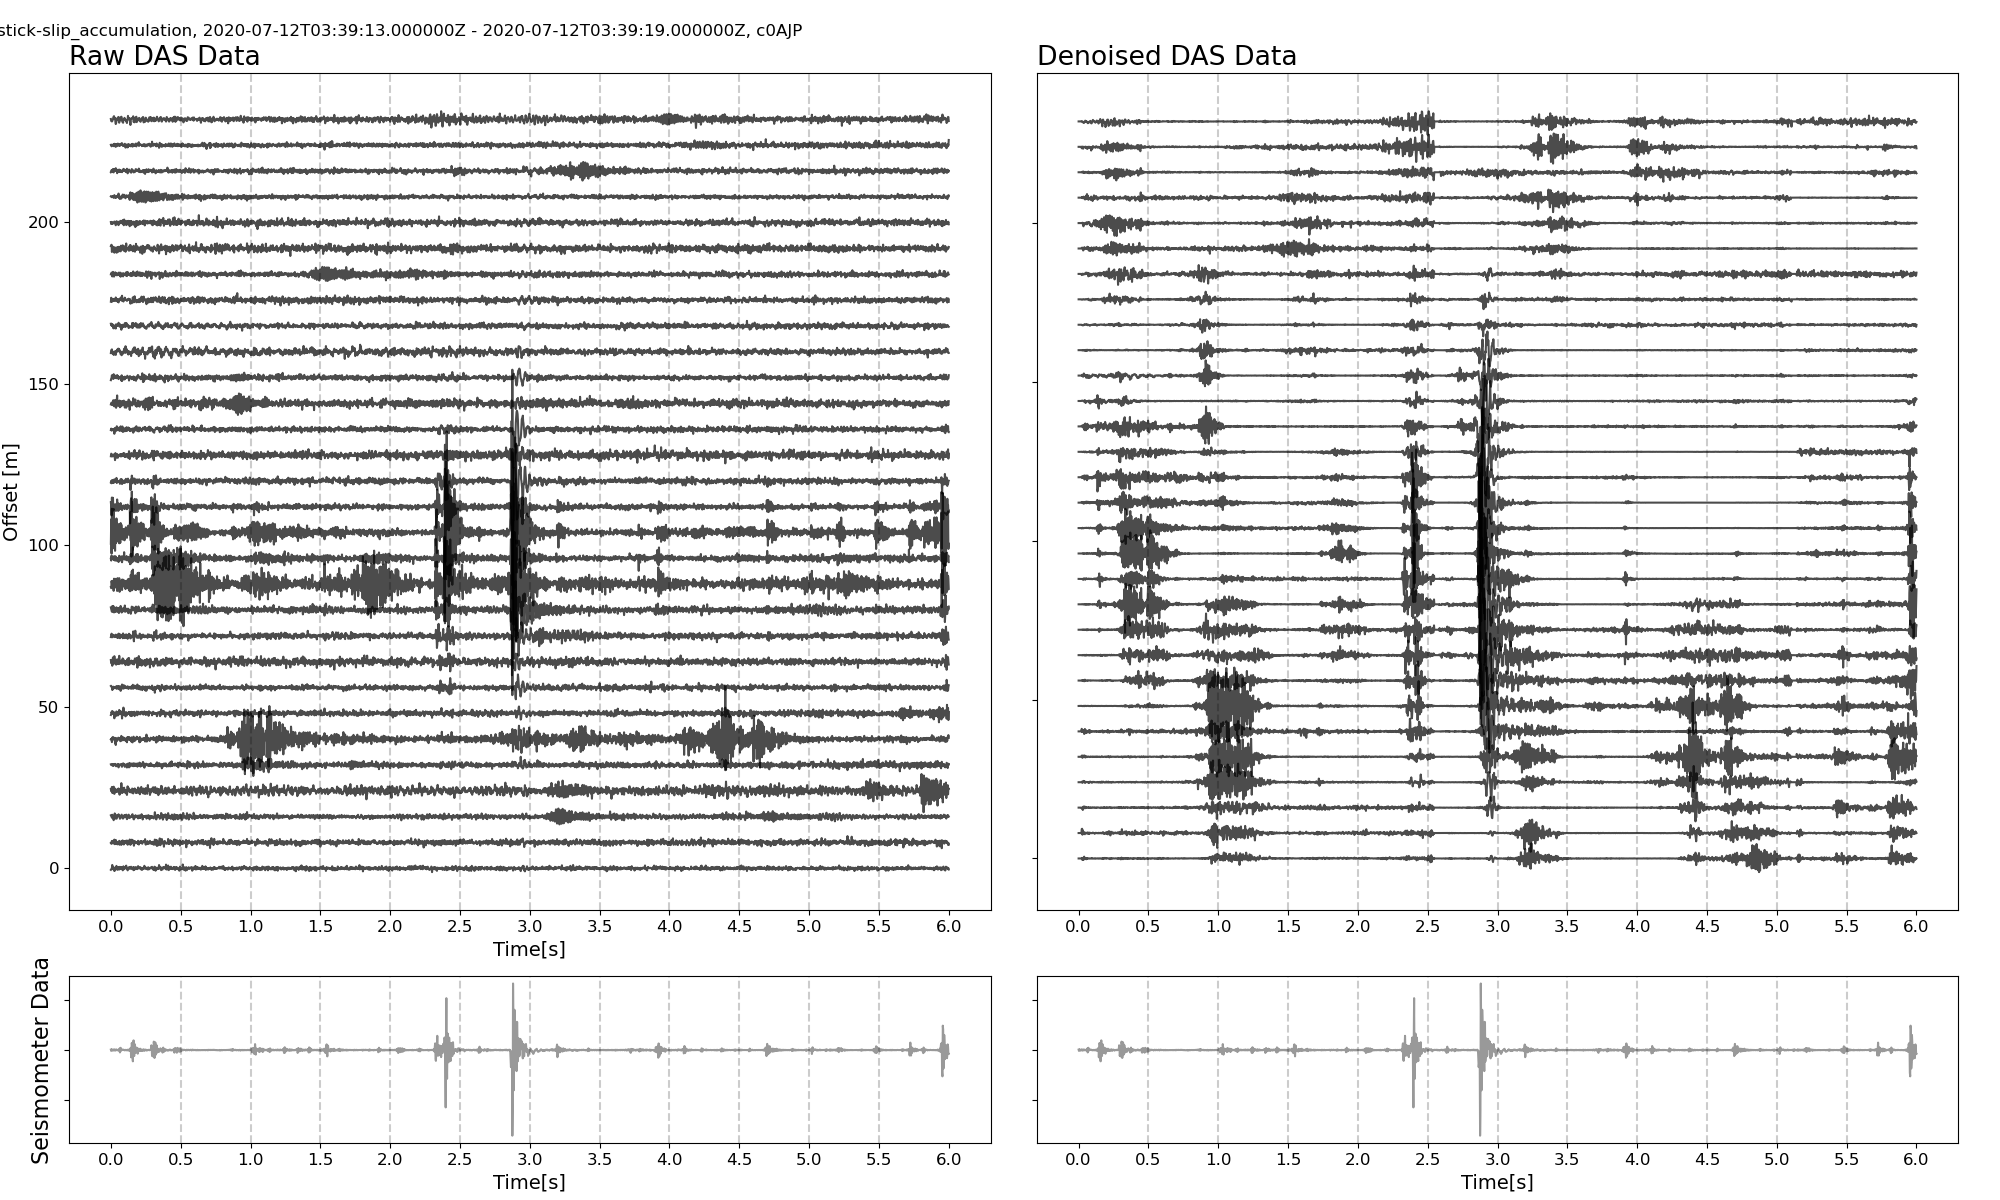 stick-slip_accumulation, 2020-07-12T03:39:13.000000Z - 2020-07-12T03:39:19.000000Z, c0AJP
Raw DAS Data
Denoised DAS Data
Offset [m]
200
150
100
50
0
0.0 0.5 1.0 1.5 2.0 2.5 3.0 3.5 4.0 4.5 5.0 5.5 6.0
Time[s]
0.0 0.5 1.0 1.5 2.0 2.5 3.0 3.5 4.0 4.5 5.0 5.5 6.0
Seismometer Data
0.0 0.5 1.0 1.5 2.0 2.5 3.0 3.5 4.0 4.5 5.0 5.5 6.0
Time[s]
0.0 0.5 1.0 1.5 2.0 2.5 3.0 3.5 4.0 4.5 5.0 5.5 6.0
Time[s]